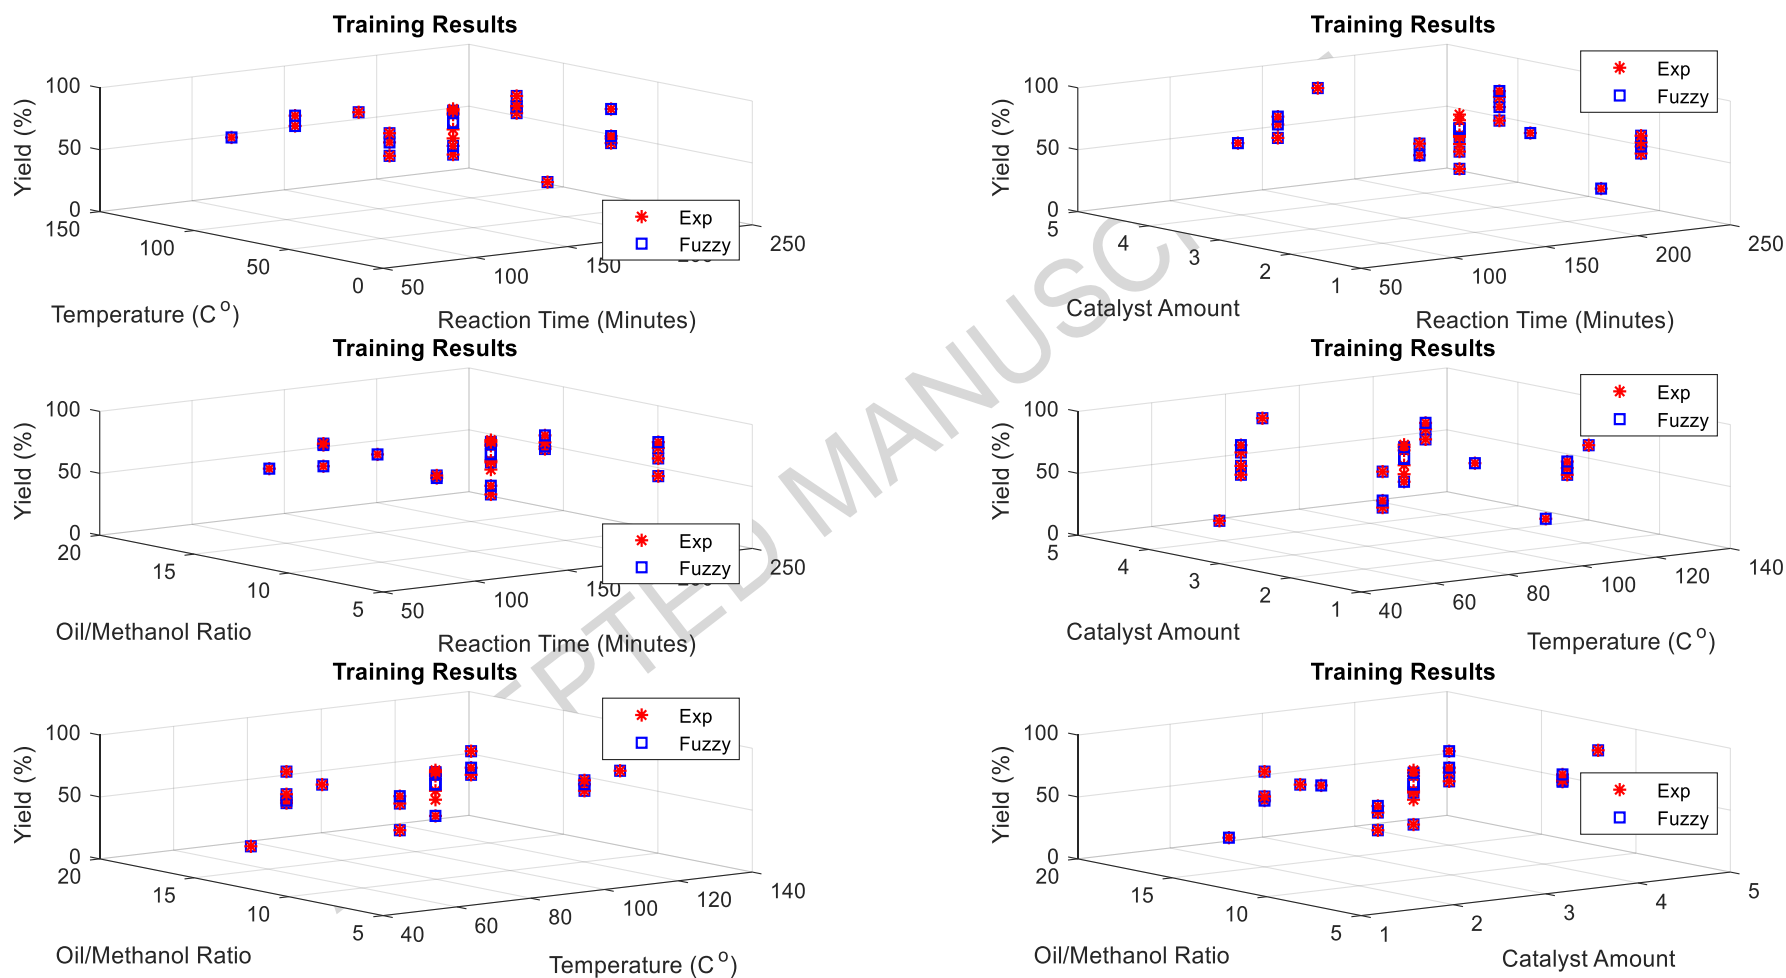 Training Results
100
50
0
Yield (%)
150
100
50
0
Temperature (C o)
50
100
150
250
Reaction Time (Minutes)
Exp
Fuzzy
Training Results
100
50
0
Yield (%)
5
4
3
2
1
Catalyst Amount
50
100
150
200
250
Reaction Time (Minutes)
Exp
Fuzzy
Training Results
100
50
0
Yield (%)
20
15
10
5
Oil/Methanol Ratio
50
100
150
250
Reaction Time (Minutes)
Exp
Fuzzy
Training Results
100
50
0
Yield (%)
5
4
3
2
1
Catalyst Amount
40
60
80
100
120
140
Temperature (C o)
Exp
Fuzzy
Training Results
100
50
0
Yield (%)
20
15
10
5
Oil/Methanol Ratio
40
60
80
100
120
140
Temperature (C o)
Exp
Fuzzy
Training Results
100
50
0
Yield (%)
20
15
10
5
Oil/Methanol Ratio
1
2
3
4
5
Catalyst Amount
Exp
Fuzzy